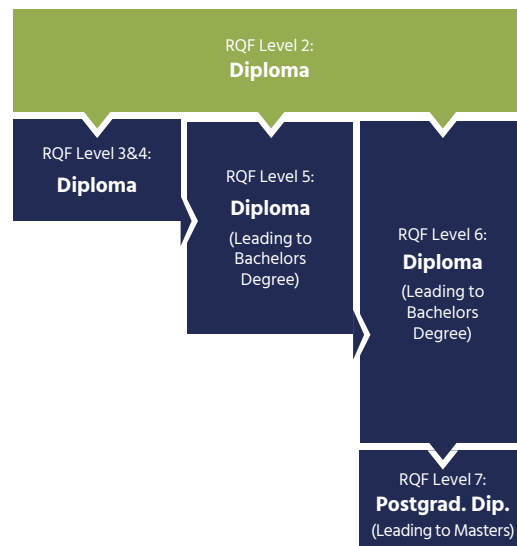 RQF Level 2:
Diploma
RQF Level 3&4:
Diploma
RQF Level 5:
Diploma
(Leading to
Bachelors
Degree)
RQF Level 6:
Diploma
(Leading to
Bachelors
Degree)
RQF Level 7:
Postgrad. Dip.
(Leading to Masters)